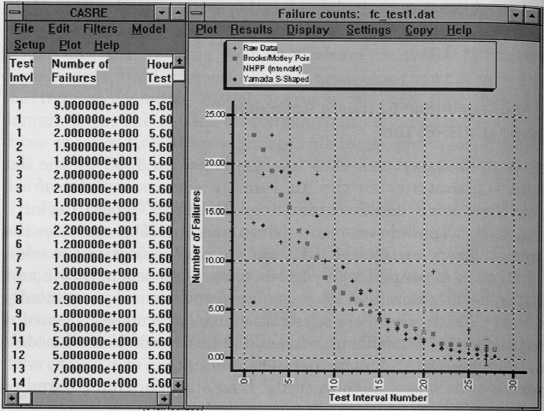 CASRE
File Edit Filters Model
Setup Plot Help
Test Number of Hour
Intvl Failures Test
1 9.000000e+000 5.60
1 3.000000e+000 5.60
1 2.000000e+000 5.60
2 1.900000e+001 5.60
3 1.800000e+001 5.60
3 2.000000e+000 5.60
3 2.000000e+000 5.60
3 1.000000e+000 5.60
4 1.200000e+001 5.60
5 2.200000e+001 5.60
6 1.200000e+001 5.60
7 1.000000e+001 5.60
7 1.000000e+000 5.60
7 2.000000e+000 5.60
8 1.900000e+001 5.60
9 1.000000e+001 5.60
10 5.000000e+000 5.60
11 5.000000e+000 5.60
12 5.000000e+000 5.60
13 7.000000e+000 5.60
14 7.000000e+000 5.60
Failure counts: fc_test1.dat
Plot Results Display Settings Copy Help
Raw Data
Brooks/Motley Pois
NHPP (intervals)
Yamada S-Shaped
25.00
20.00
15.00
10.00
5.00
0.00
Number of Failures
0 5 10 15 20 25 30
Test Interval Number